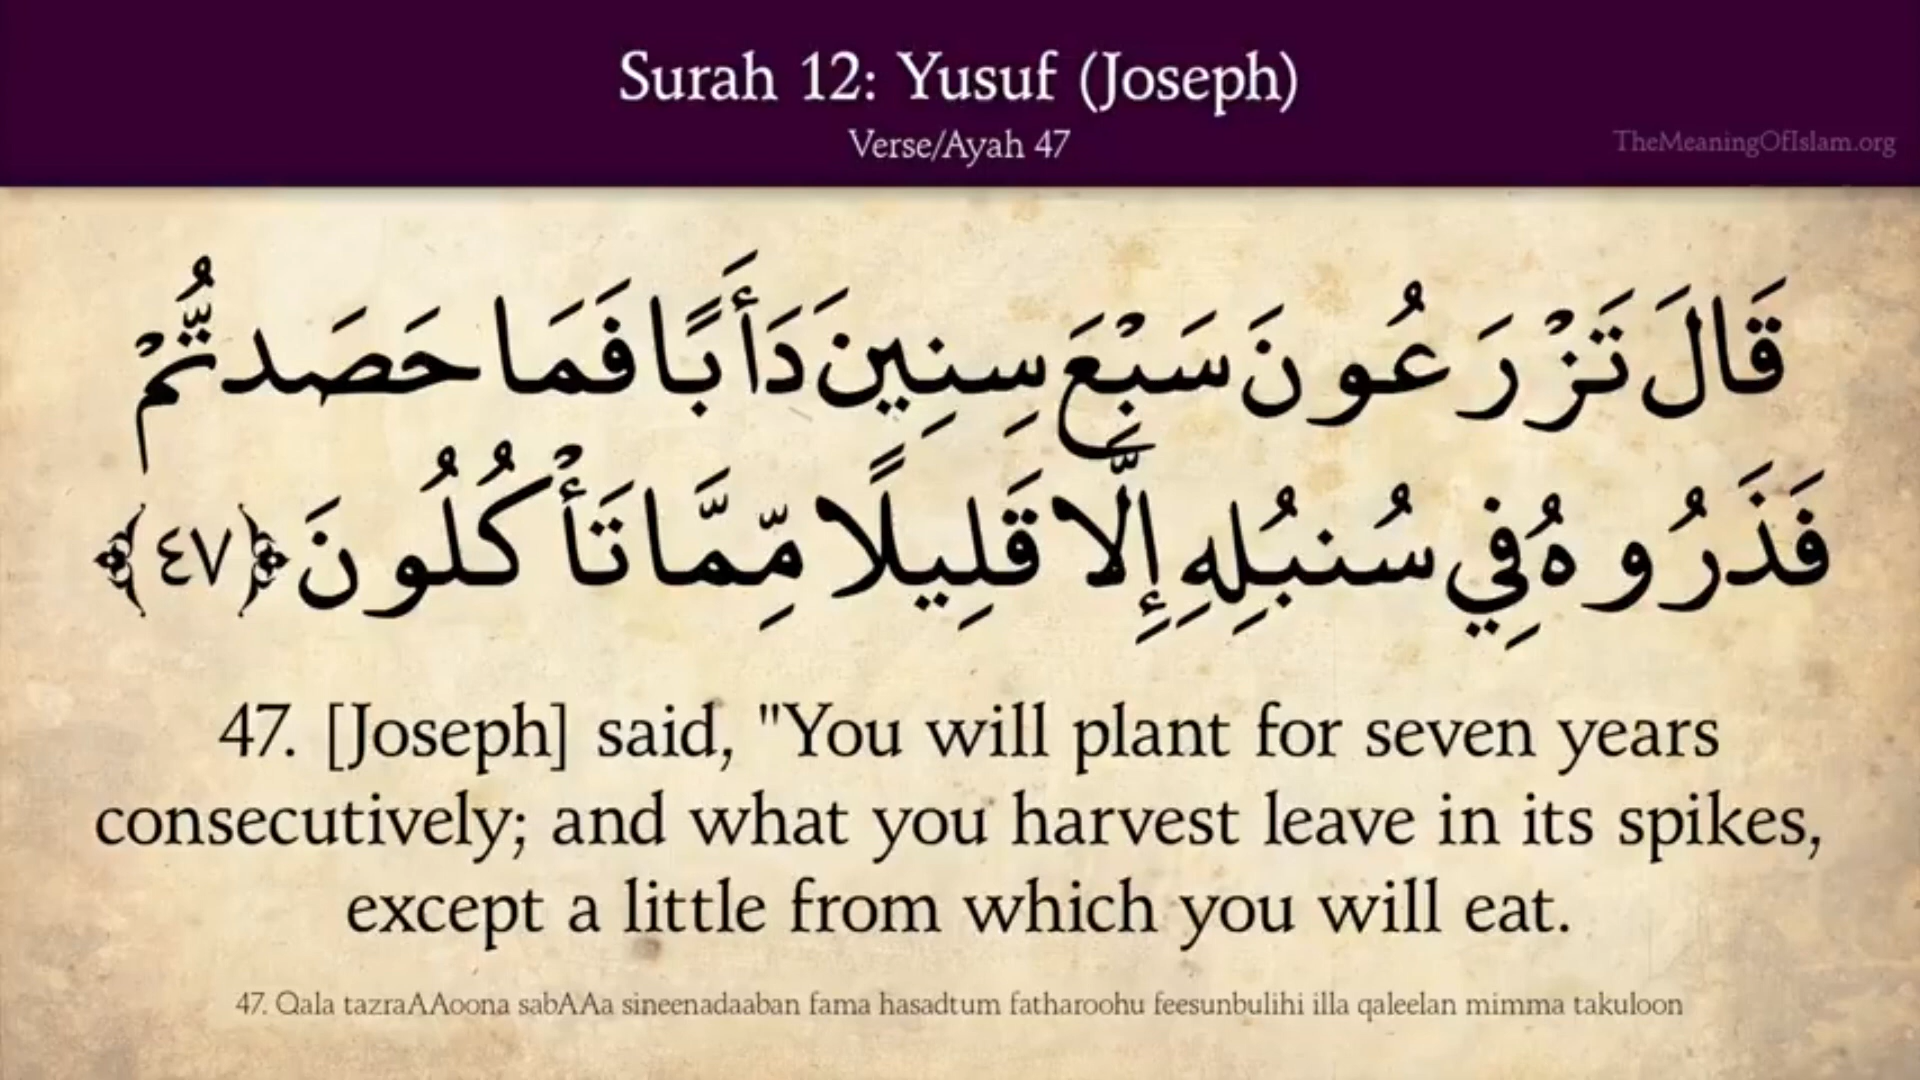 Surah 12: Yusuf (Joseph)
Verse/Ayah 47
TheMeaningOfIslam.org
قَالَ تَزْرَعُونَ سَبْعَ سِنِينَ دَأَبًا فَمَا حَصَدتُّمْ
فَذَرُوهُ فِي سُنبُلِهِ إِلَّا قَلِيلًا مِّمَّا تَأْكُلُونَ ﴿٤٧﴾
47. [Joseph] said, "You will plant for seven years
consecutively; and what you harvest leave in its spikes,
except a little from which you will eat.
47. Qala tazraAAoona sabAAa sineenadaaban fama hasadtum fatharoohu feesunbulihi illa qaleelan mimma takuloon